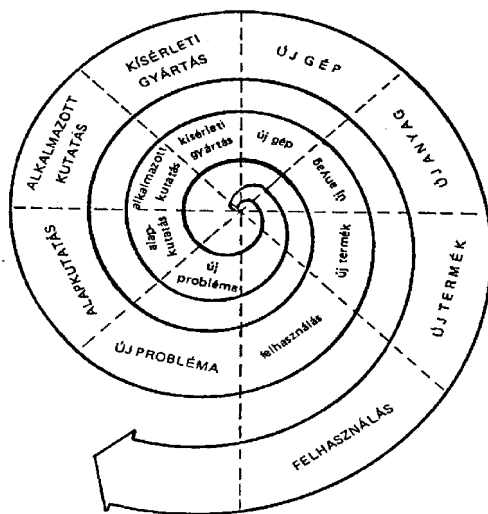 KÍSÉRLETI
GYÁRTÁS
ÚJ GÉP
ÚJ ANYAG
ÚJ TERMÉK
FELHASZNÁLÁS
ÚJ PROBLÉMA
ALAPKUTATÁS
ALKALMAZOTT
KUTATÁS
kísérleti
gyártás
új gép
új anyag
új termék
felhasználás
új
probléma
alap-
kutatás
alkalmazott
kutatás